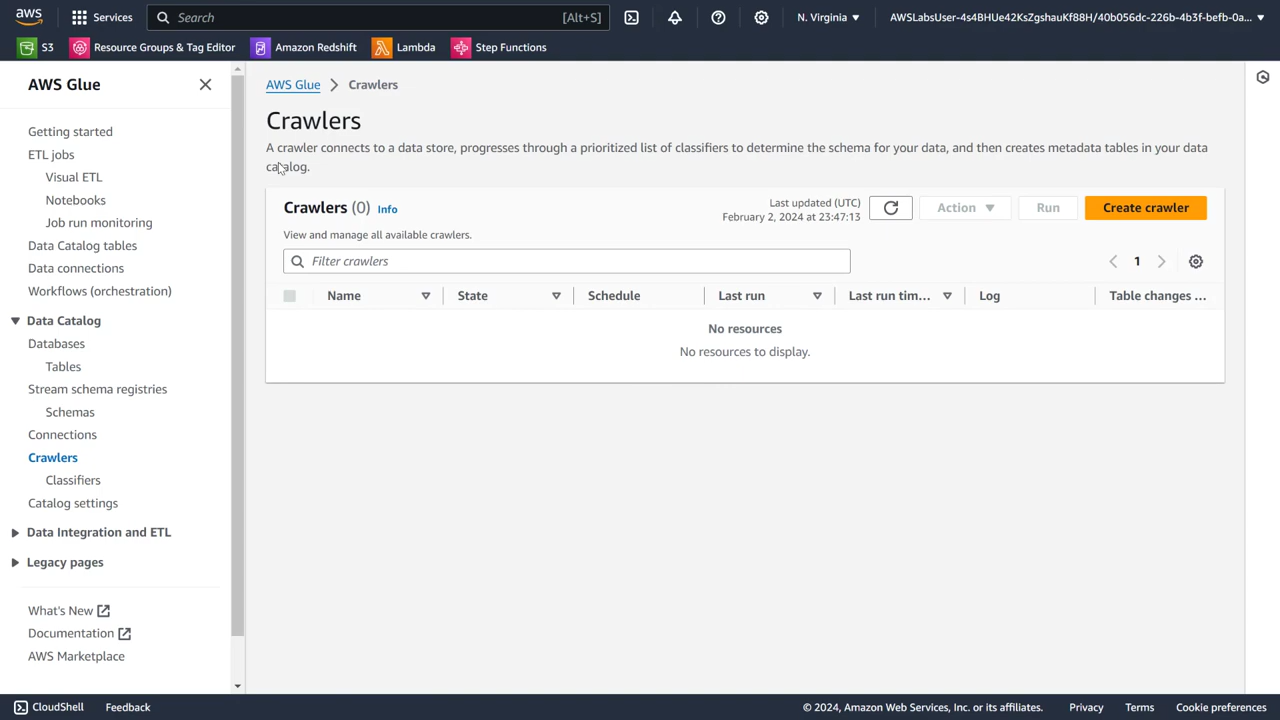 aws Services Search [Alt+S] N. Virginia AWSLabsUser-4s4BHUe42KsZgshauKf88H/40b056dc-226b-4b3f-befb-0a...
S3 Resource Groups & Tag Editor Amazon Redshift Lambda Step Functions
AWS Glue
Getting started
ETL jobs
Visual ETL
Notebooks
Job run monitoring
Data Catalog tables
Data connections
Workflows (orchestration)
Data Catalog
Databases
Tables
Stream schema registries
Schemas
Connections
Crawlers
Classifiers
Catalog settings
Data Integration and ETL
Legacy pages
What's New
Documentation
AWS Marketplace
AWS Glue Crawlers
Crawlers
A crawler connects to a data store, progresses through a prioritized list of classifiers to determine the schema for your data, and then creates metadata tables in your data
catalog.
Crawlers (0) Info
Last updated (UTC)
February 2, 2024 at 23:47:13
Action Run Create crawler
View and manage all available crawlers.
Filter crawlers 1
Name State Schedule Last run Last run tim... Log Table changes ...
No resources
No resources to display.
CloudShell Feedback © 2024, Amazon Web Services, Inc. or its affiliates. Privacy Terms Cookie preferences